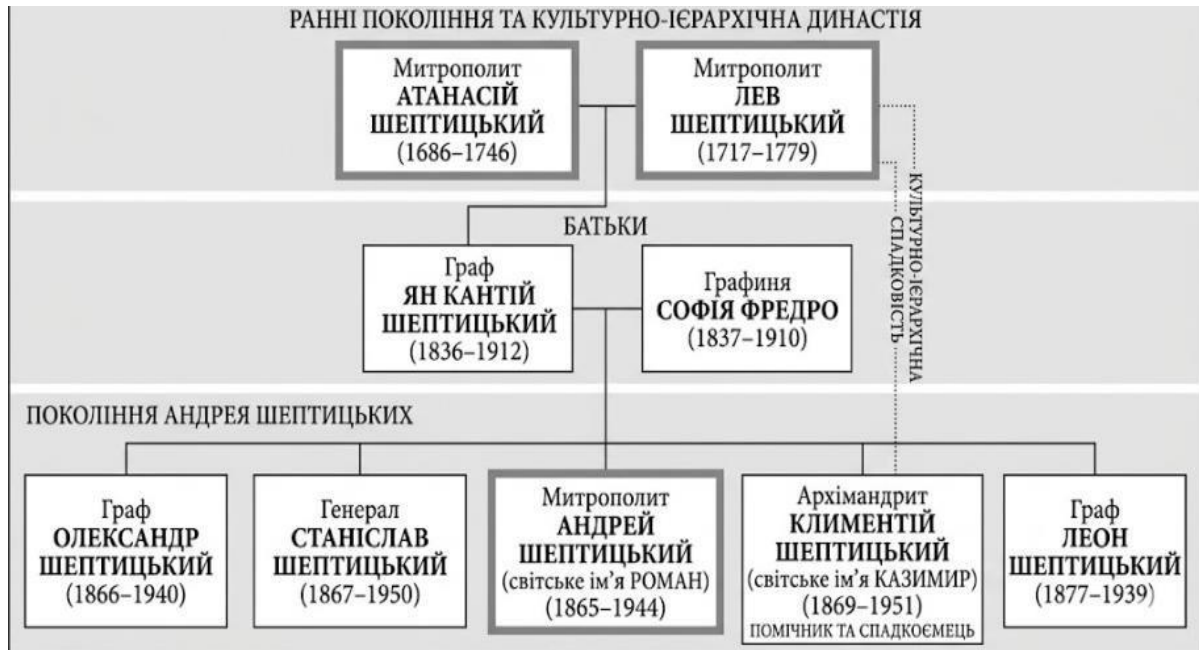 РАННІ ПОКОЛІННЯ ТА КУЛЬТУРНО-ІЄРАРХІЧНА ДИНАСТІЯ
Митрополит
АТАНАСІЙ
ШЕПТИЦЬКИЙ
(1686–1746)
Митрополит
ЛЕВ
ШЕПТИЦЬКИЙ
(1717–1779)
КУЛЬТУРНО-ІЄРАРХІЧНА
СПАДКОВІСТЬ
БАТЬКИ
Граф
ЯН КАНТІЙ
ШЕПТИЦЬКИЙ
(1836–1912)
Графиня
СОФІЯ ФРЕДРО
(1837–1910)
ПОКОЛІННЯ АНДРЕЯ ШЕПТИЦЬКИХ
Граф
ОЛЕКСАНДР
ШЕПТИЦЬКИЙ
(1866–1940)
Генерал
СТАНІСЛАВ
ШЕПТИЦЬКИЙ
(1867–1950)
Митрополит
АНДРЕЙ
ШЕПТИЦЬКИЙ
(світське ім’я РОМАН)
(1865–1944)
Архімандрит
КЛИМЕНТІЙ
ШЕПТИЦЬКИЙ
(світське ім’я КАЗИМИР)
(1869–1951)
ПОМІЧНИК ТА СПАДКОЄМЕЦЬ
Граф
ЛЕОН
ШЕПТИЦЬКИЙ
(1877–1939)